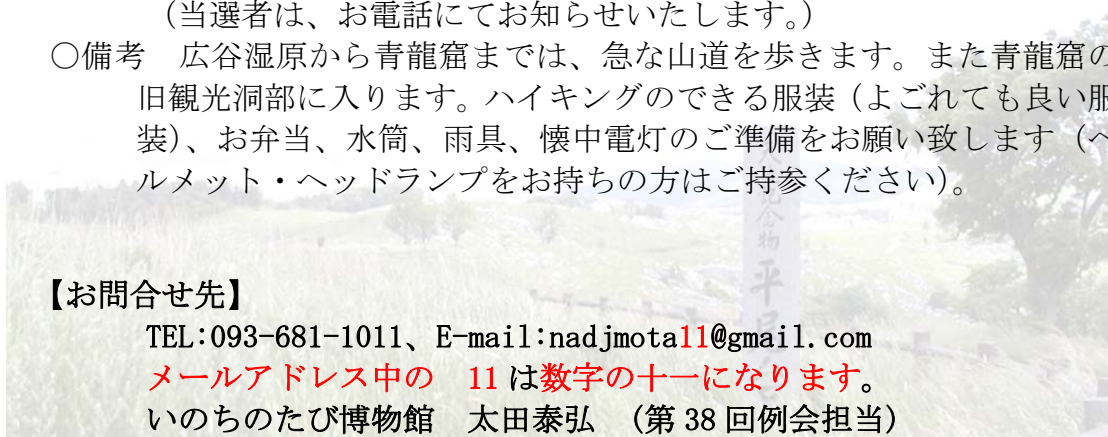 (当選者は、お電話にてお知らせいたします。)
○備考　広谷湿原から青龍窟までは、急な山道を歩きます。また青龍窟の
旧観光洞部に入ります。ハイキングのできる服装（よごれても良い服
装）、お弁当、水筒、雨具、懐中電灯のご準備をお願い致します（ヘ
ルメット・ヘッドランプをお持ちの方はご持参ください）。
念物 平
【お問合せ先】
TEL:093-681-1011、E-mail:nadjmota11@gmail.com
メールアドレス中の　11 は数字の十一になります。
いのちのたび博物館　太田泰弘　（第 38 回例会担当）